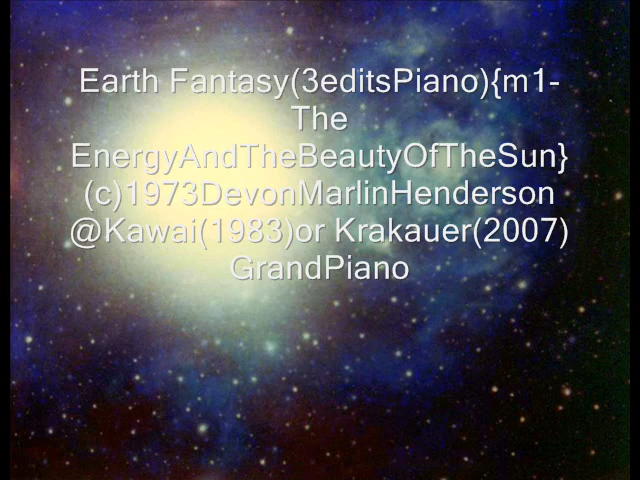 Earth Fantasy(3editsPiano){m1-
The
EnergyAndTheBeautyOfTheSun}
(c)1973DevonMarlinHenderson
@Kawai(1983)or Krakauer(2007)
GrandPiano